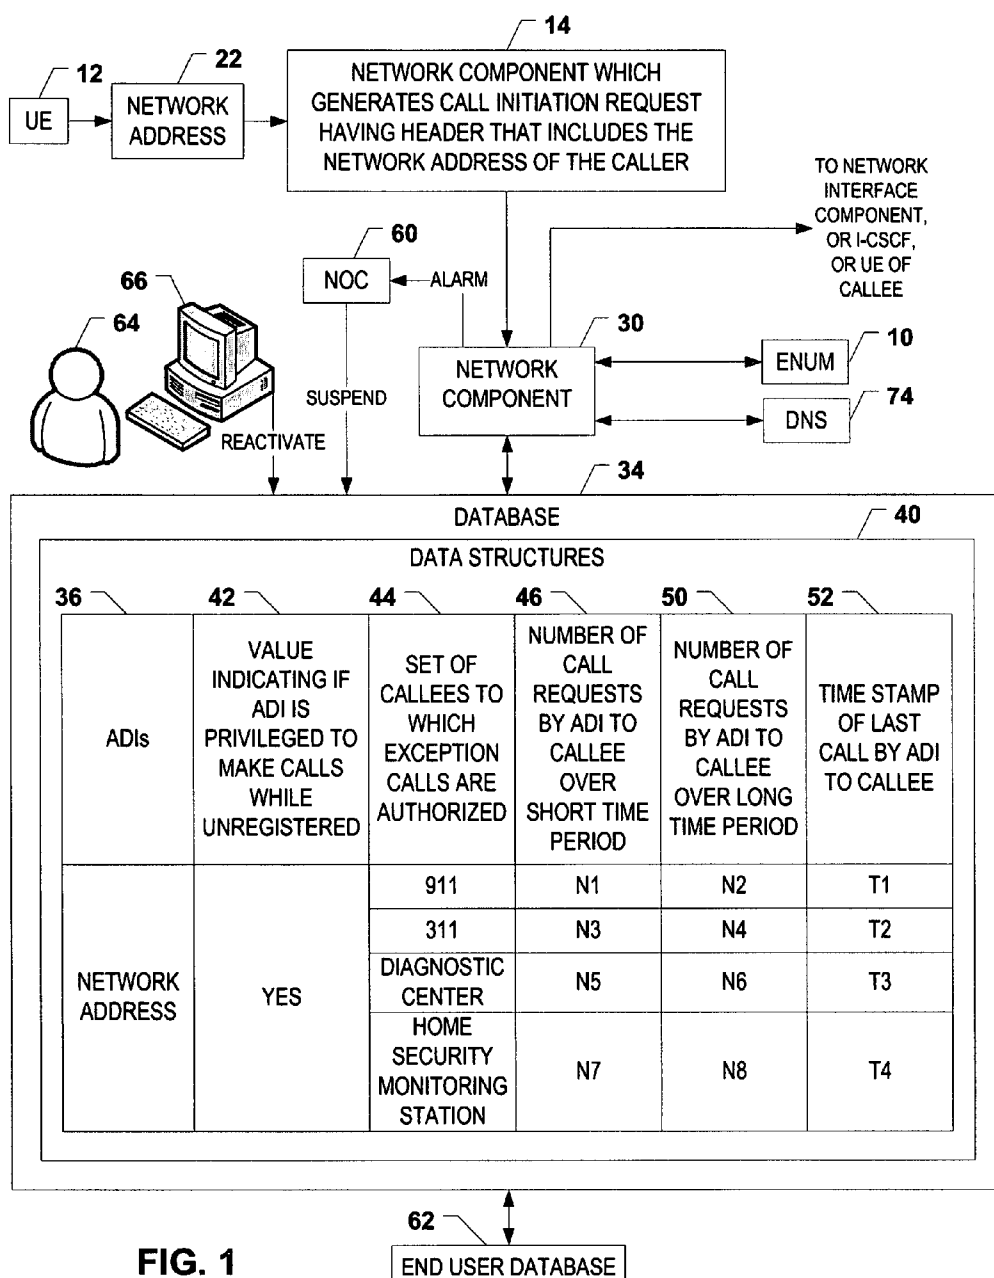 14
NETWORK COMPONENT WHICH
GENERATES CALL INITIATION REQUEST
HAVING HEADER THAT INCLUDES THE
NETWORK ADDRESS OF THE CALLER
12
UE
22
NETWORK
ADDRESS
TO NETWORK
INTERFACE
COMPONENT,
OR I-CSCF,
OR UE OF
CALLEE
60
NOC
ALARM
66
64
30
NETWORK
COMPONENT
10
ENUM
74
DNS
SUSPEND
REACTIVATE
34
DATABASE
40
DATA STRUCTURES
36
42
44
46
50
52
ADIs
VALUE
INDICATING IF
ADI IS
PRIVILEGED TO
MAKE CALLS
WHILE
UNREGISTERED
SET OF
CALLEES TO
WHICH
EXCEPTION
CALLS ARE
AUTHORIZED
NUMBER OF
CALL
REQUESTS
BY ADI TO
CALLEE
OVER
SHORT TIME
PERIOD
NUMBER OF
CALL
REQUESTS
BY ADI TO
CALLEE
OVER LONG
TIME PERIOD
TIME STAMP
OF LAST
CALL BY ADI
TO CALLEE
NETWORK
ADDRESS
YES
911
N1
N2
T1
311
N3
N4
T2
DIAGNOSTIC
CENTER
N5
N6
T3
HOME
SECURITY
MONITORING
STATION
N7
N8
T4
62
END USER DATABASE
FIG. 1